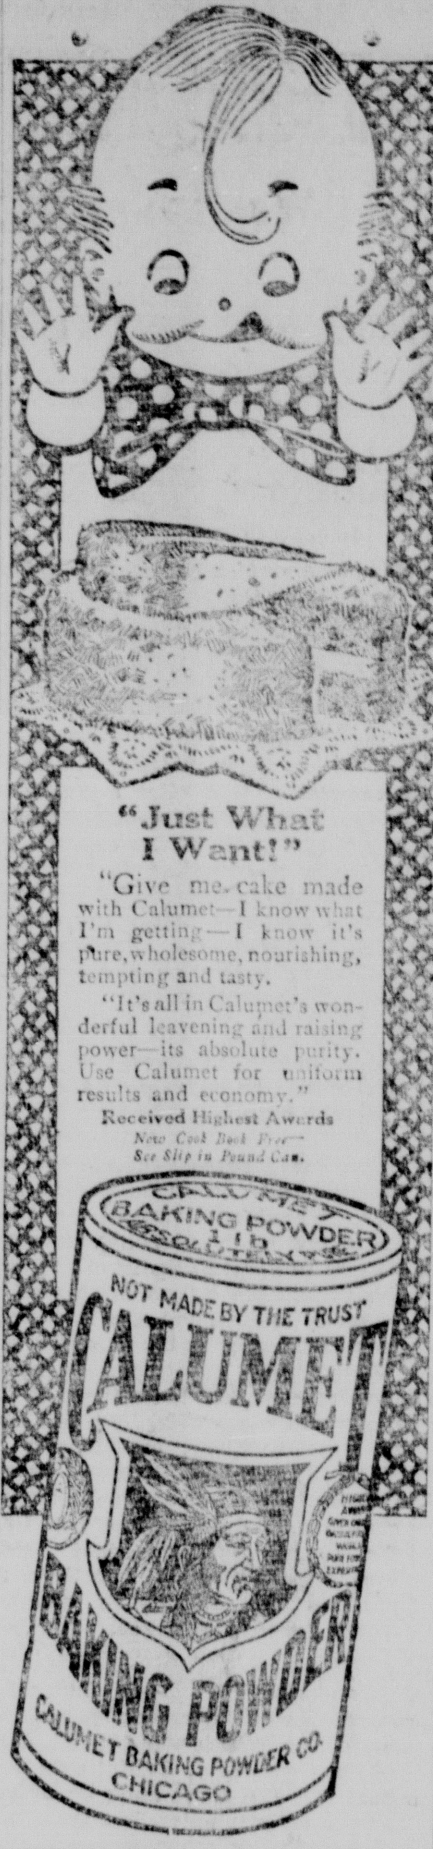 “Just What
I Want!”
“Give me cake made
with Calumet—I know what
I'm getting—I know it's
pure, wholesome, nourishing,
tempting and tasty.
“It's all in Calumet's won-
derful leavening and raising
power—its absolute purity.
Use Calumet for uniform
results and economy.”
Received Highest Awards
New Cook Book Free—
See Slip in Pound Can.
CALUMET
BAKING POWDER
1 lb
ABSOLUTELY
NOT MADE BY THE TRUST
CALUMET
BAKING POWDER
CALUMET BAKING POWDER CO.
CHICAGO